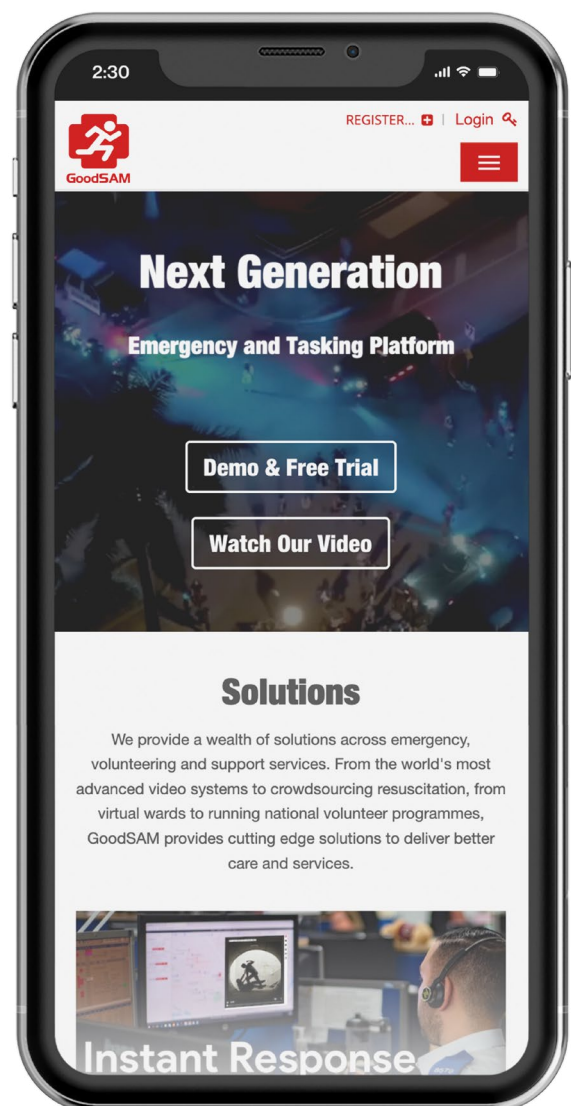 2:30
REGISTER... | Login
GoodSAM
Next Generation
Emergency and Tasking Platform
Demo & Free Trial
Watch Our Video
Solutions
We provide a wealth of solutions across emergency,
volunteering and support services. From the world's most
advanced video systems to crowdsourcing resuscitation, from
virtual wards to running national volunteer programmes,
GoodSAM provides cutting edge solutions to deliver better
care and services.
Instant Response